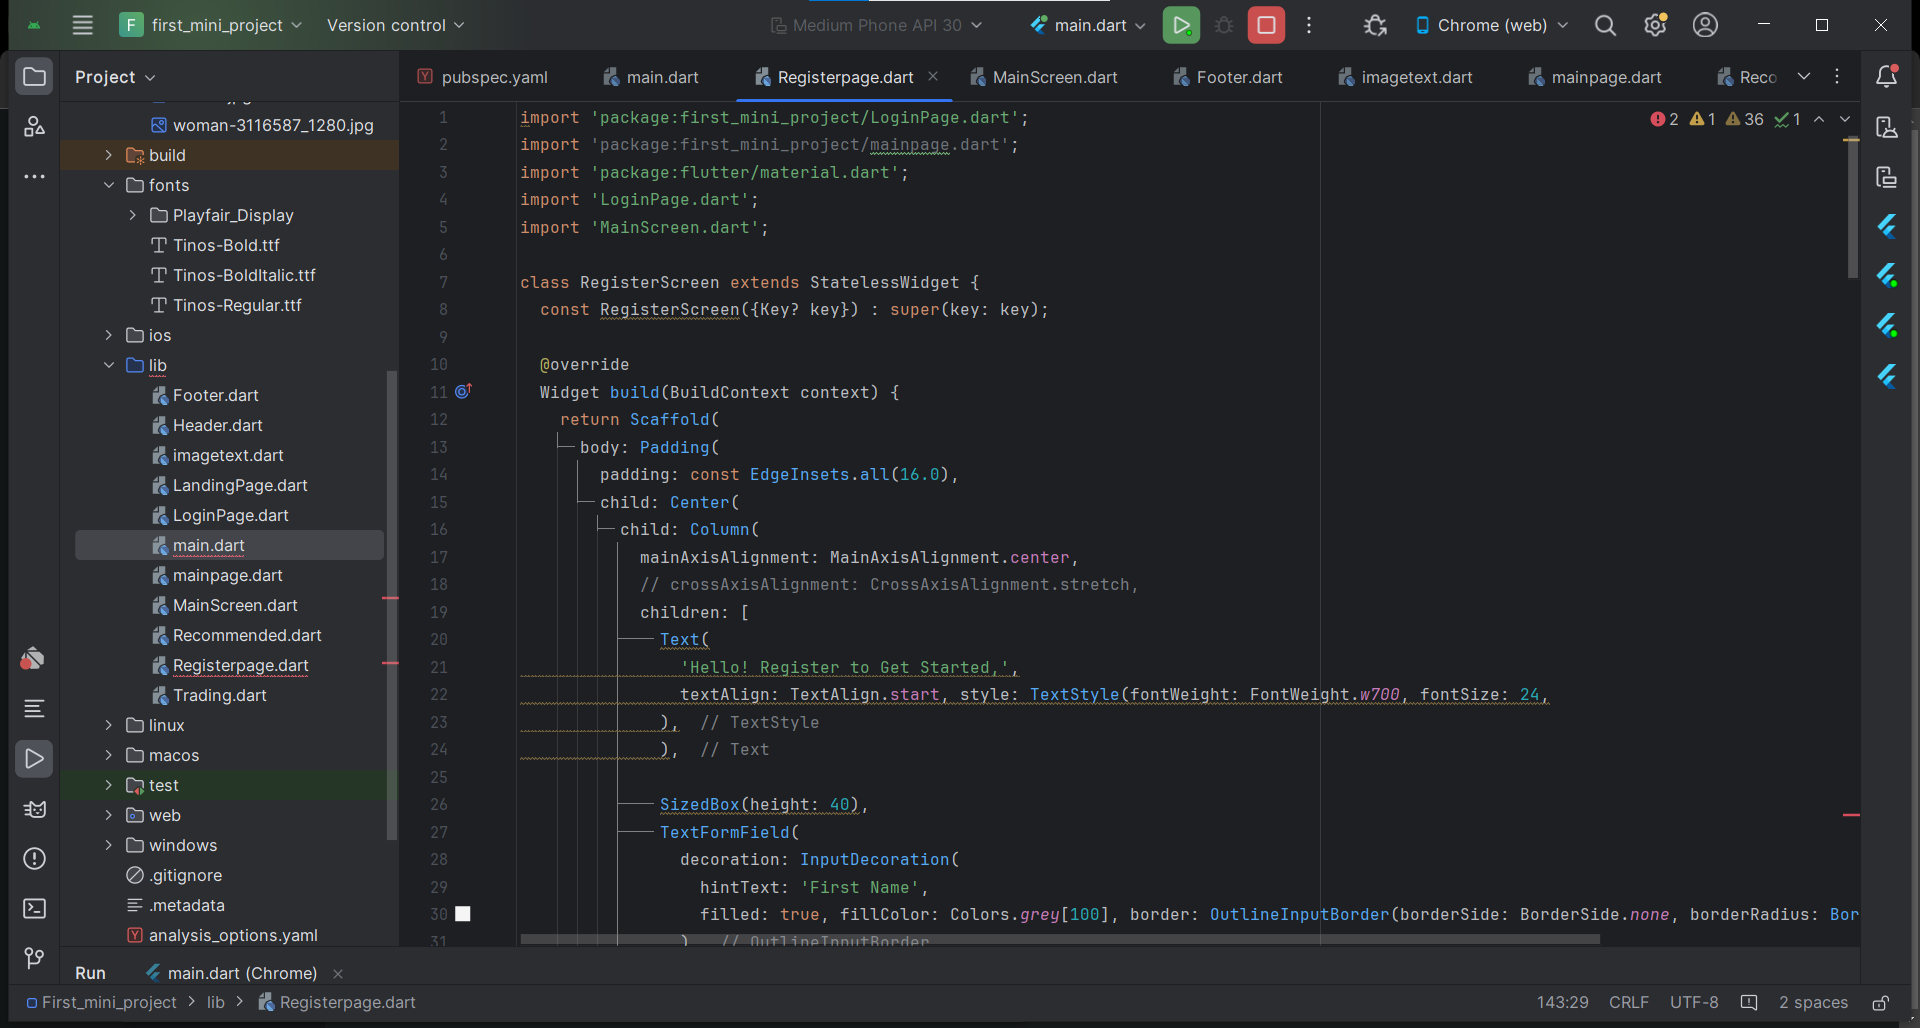 F first_mini_project Version control Medium Phone API 30 main.dart Chrome (web)
Project
pubspec.yaml main.dart Registerpage.dart MainScreen.dart Footer.dart imagetext.dart mainpage.dart Reco
woman-3116587_1280.jpg
build
fonts
Playfair_Display
Tinos-Bold.ttf
Tinos-BoldItalic.ttf
Tinos-Regular.ttf
ios
lib
Footer.dart
Header.dart
imagetext.dart
LandingPage.dart
LoginPage.dart
main.dart
mainpage.dart
MainScreen.dart
Recommended.dart
Registerpage.dart
Trading.dart
linux
macos
test
web
windows
.gitignore
.metadata
analysis_options.yaml
2 1 36 1
1 import 'package:first_mini_project/LoginPage.dart';
2 import 'package:first_mini_project/mainpage.dart';
3 import 'package:flutter/material.dart';
4 import 'LoginPage.dart';
5 import 'MainScreen.dart';
6
7 class RegisterScreen extends StatelessWidget {
8 const RegisterScreen({Key? key}) : super(key: key);
9
10 @override
11 Widget build(BuildContext context) {
12 return Scaffold(
13 body: Padding(
14 padding: const EdgeInsets.all(16.0),
15 child: Center(
16 child: Column(
17 mainAxisAlignment: MainAxisAlignment.center,
18 // crossAxisAlignment: CrossAxisAlignment.stretch,
19 children: [
20 Text(
21 'Hello! Register to Get Started,',
22 textAlign: TextAlign.start, style: TextStyle(fontWeight: FontWeight.w700, fontSize: 24,
23 ), // TextStyle
24 ), // Text
25
26 SizedBox(height: 40),
27 TextFormField(
28 decoration: InputDecoration(
29 hintText: 'First Name',
30 filled: true, fillColor: Colors.grey[100], border: OutlineInputBorder(borderSide: BorderSide.none, borderRadius: Bor
31 ) // OutlineInputBorder
Run main.dart (Chrome)
First_mini_project > lib > Registerpage.dart
143:29 CRLF UTF-8 2 spaces